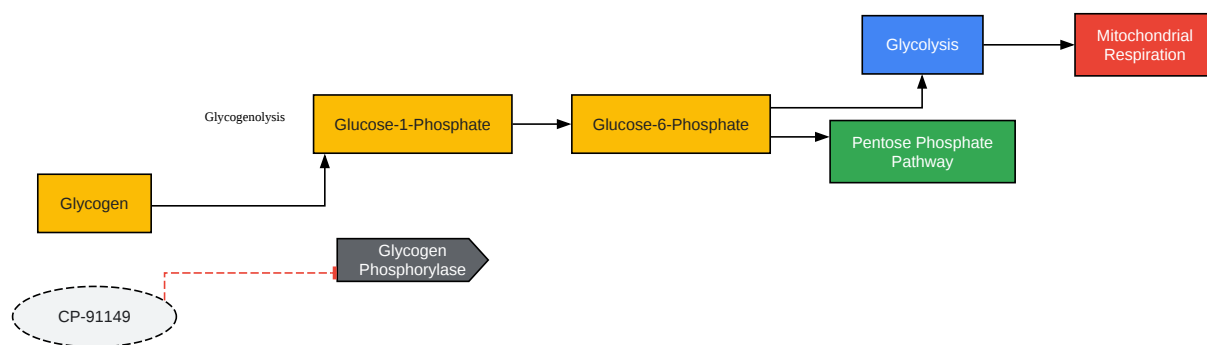 Glycolysis
Mitochondrial
Respiration
Glycogenolysis
Glucose-1-Phosphate
Glucose-6-Phosphate
Pentose Phosphate
Pathway
Glycogen
Glycogen
Phosphorylase
CP-91149